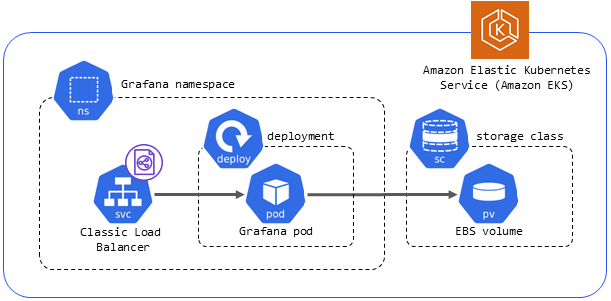 Amazon Elastic Kubernetes
Service (Amazon EKS)
Grafana namespace
ns
deployment
deploy
storage class
sc
svc
pod
pv
Classic Load
Balancer
Grafana pod
EBS volume
K